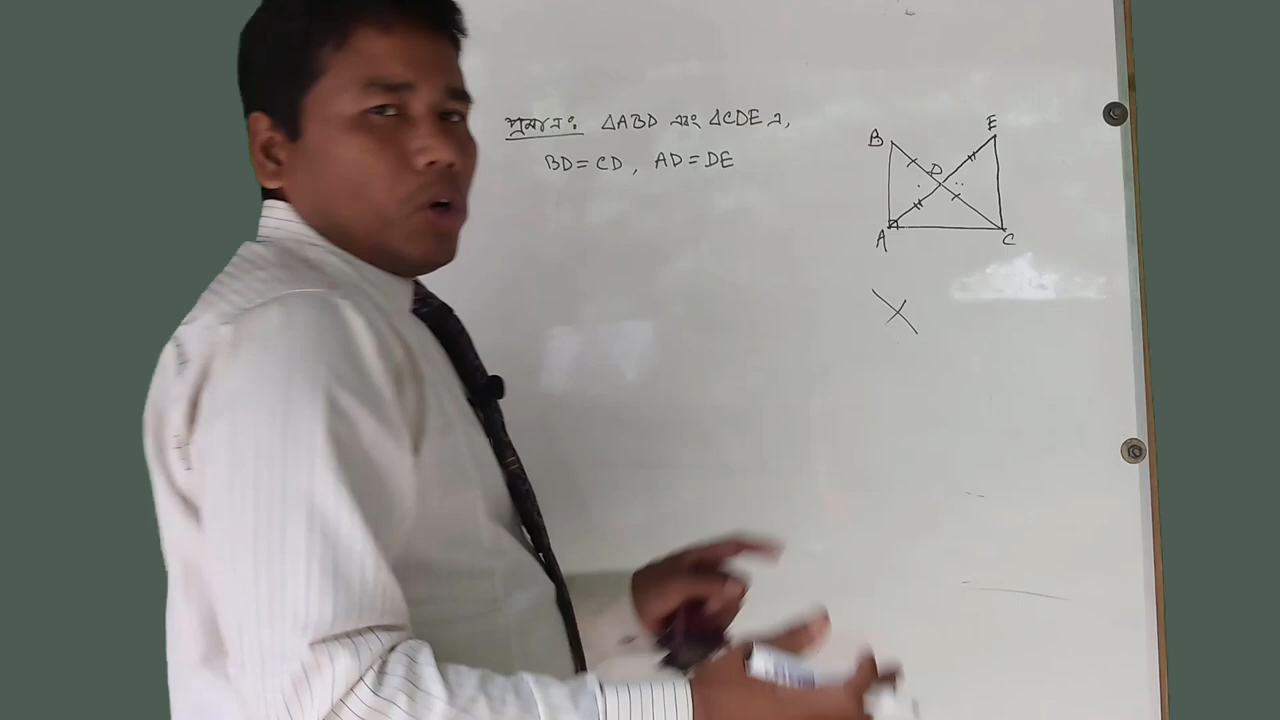 প্রমাণঃ ΔABD এবং ΔCDE এ,
BD = CD, AD = DE
B
E
D
A
C